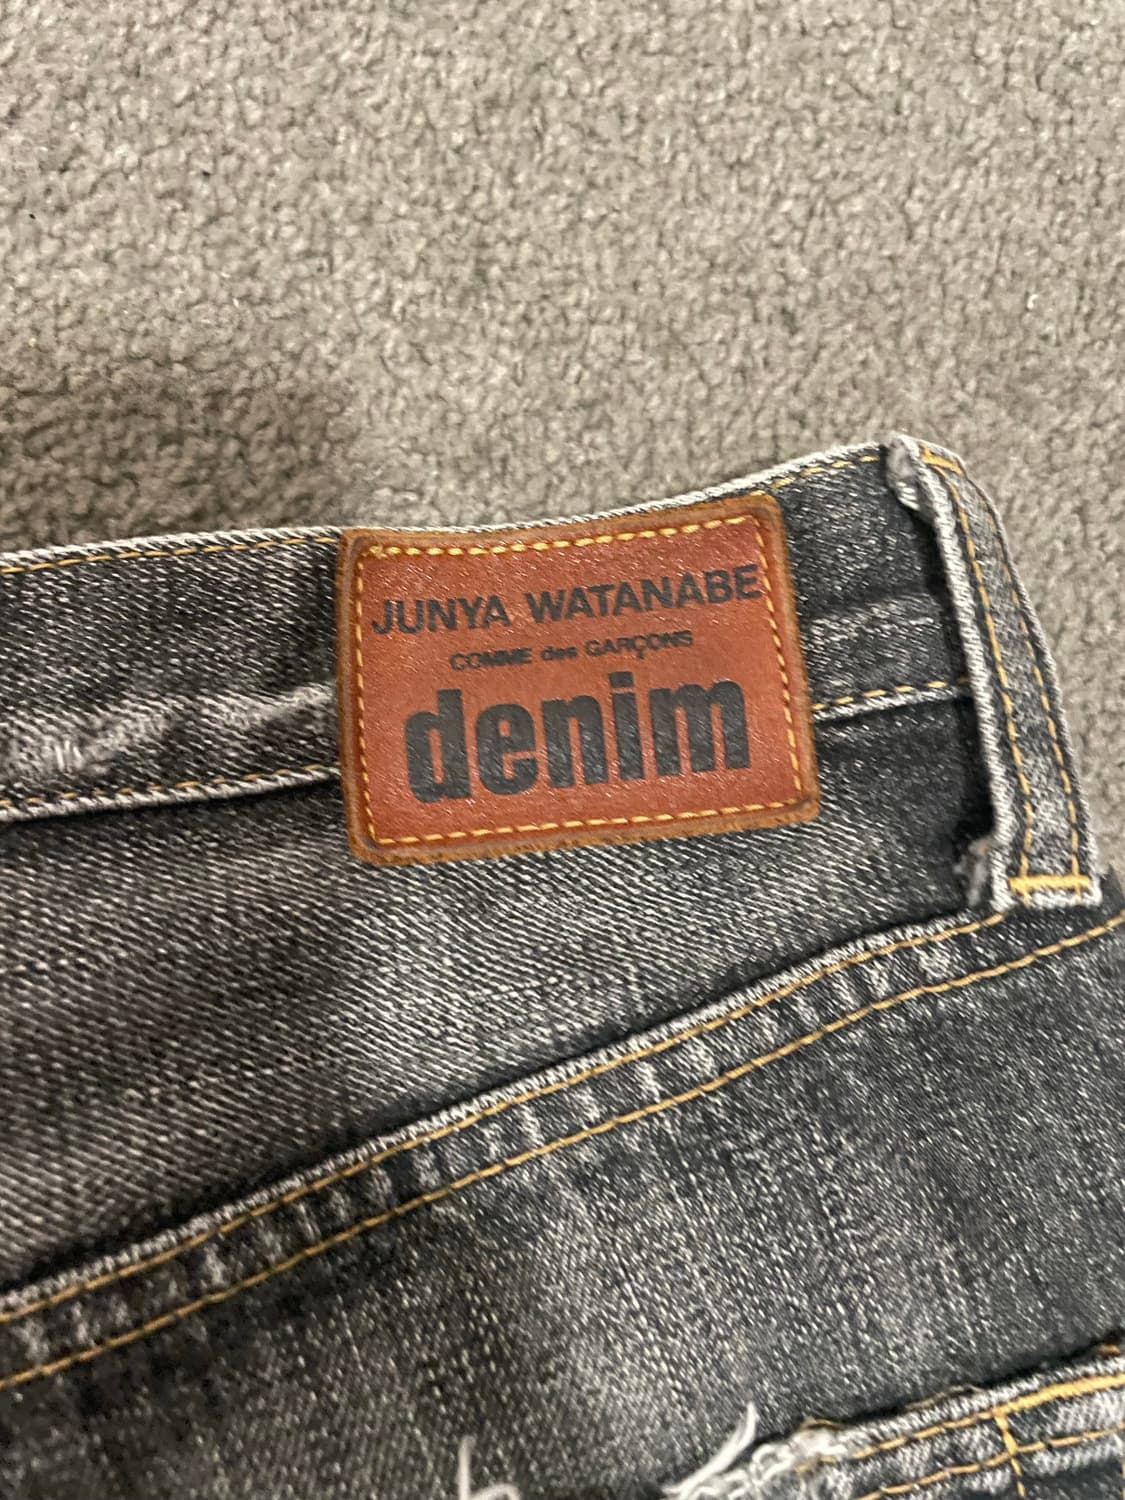 JUNYA WATANABE
COMME des GARÇONS
denim